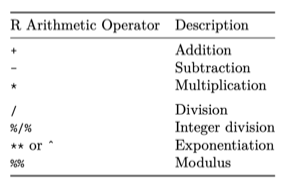 R Arithmetic Operator Description
+ Addition
- Subtraction
* Multiplication
/ Division
%/% Integer division
** or ^ Exponentiation
%% Modulus